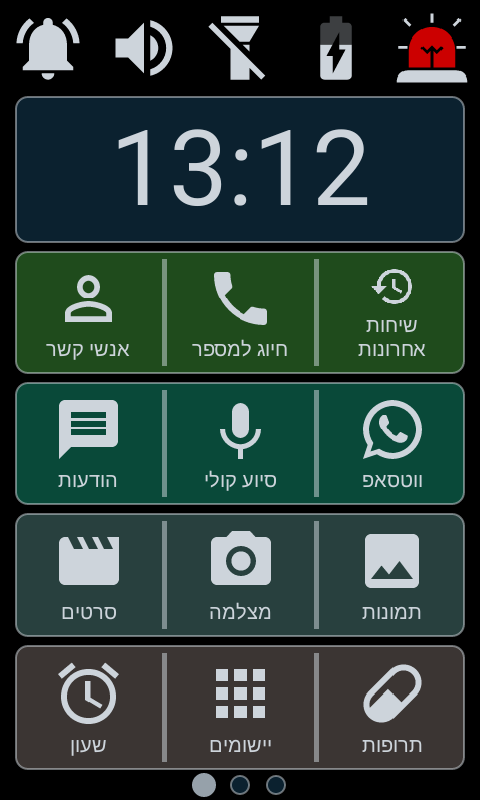 13:12
שיחות
אחרונות
חיוג למספר
אנשי קשר
ווטסאפ
סיוע קולי
הודעות
תמונות
מצלמה
סרטים
תרופות
יישומים
שעון